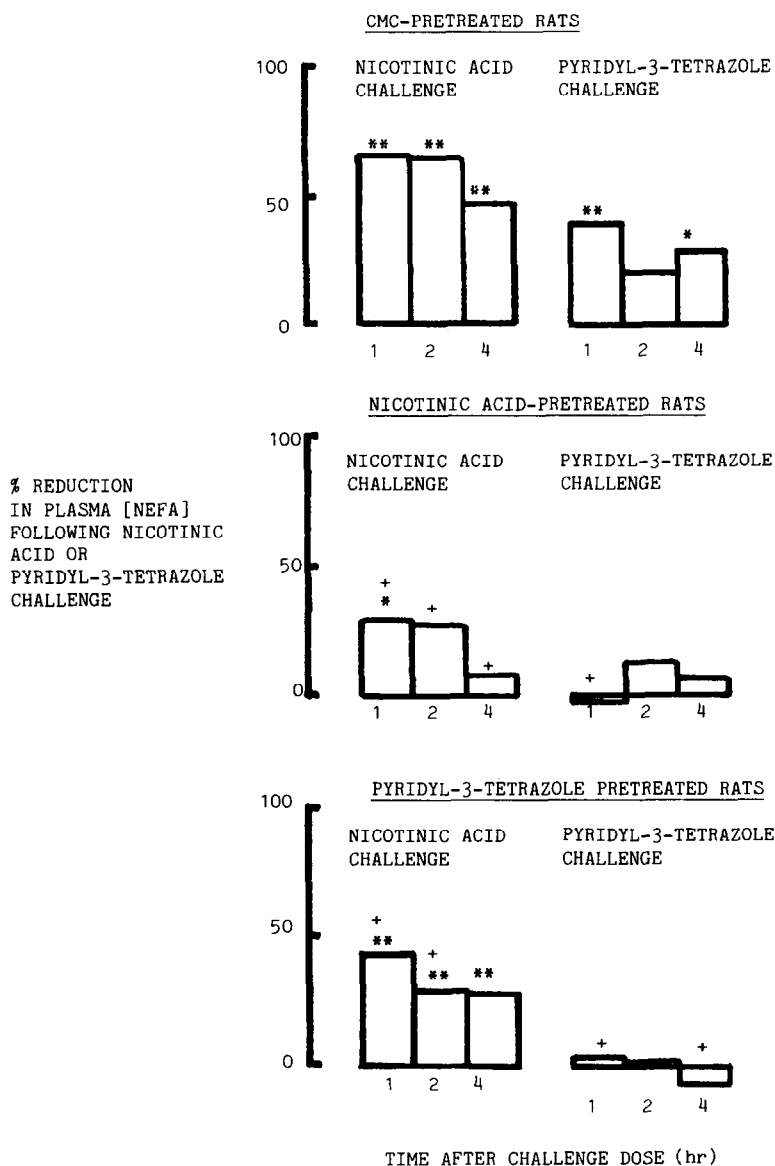 CMC-PRETREATED RATS
NICOTINIC ACID CHALLENGE
PYRIDYL-3-TETRAZOLE CHALLENGE
100
50
0
**
**
**
**
*
1 2 4
1 2 4
NICOTINIC ACID-PRETREATED RATS
NICOTINIC ACID CHALLENGE
PYRIDYL-3-TETRAZOLE CHALLENGE
% REDUCTION
IN PLASMA [NEFA]
FOLLOWING NICOTINIC
ACID OR
PYRIDYL-3-TETRAZOLE
CHALLENGE
100
50
0
+
*
+
+
+
1 2 4
1 2 4
PYRIDYL-3-TETRAZOLE PRETREATED RATS
NICOTINIC ACID CHALLENGE
PYRIDYL-3-TETRAZOLE CHALLENGE
100
50
0
+
**
+
**
**
+
+
1 2 4
1 2 4
TIME AFTER CHALLENGE DOSE (hr)